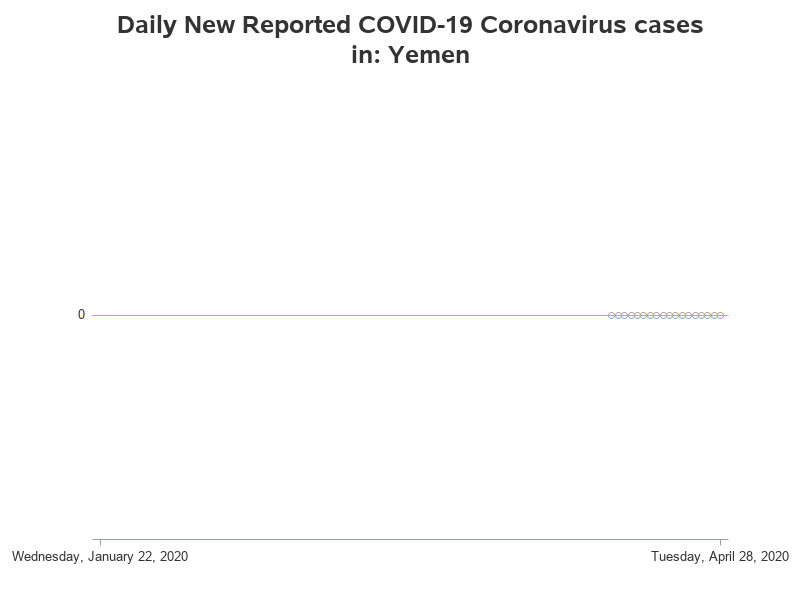 Daily New Reported COVID-19 Coronavirus cases
in: Yemen
0
Wednesday, January 22, 2020
Tuesday, April 28, 2020